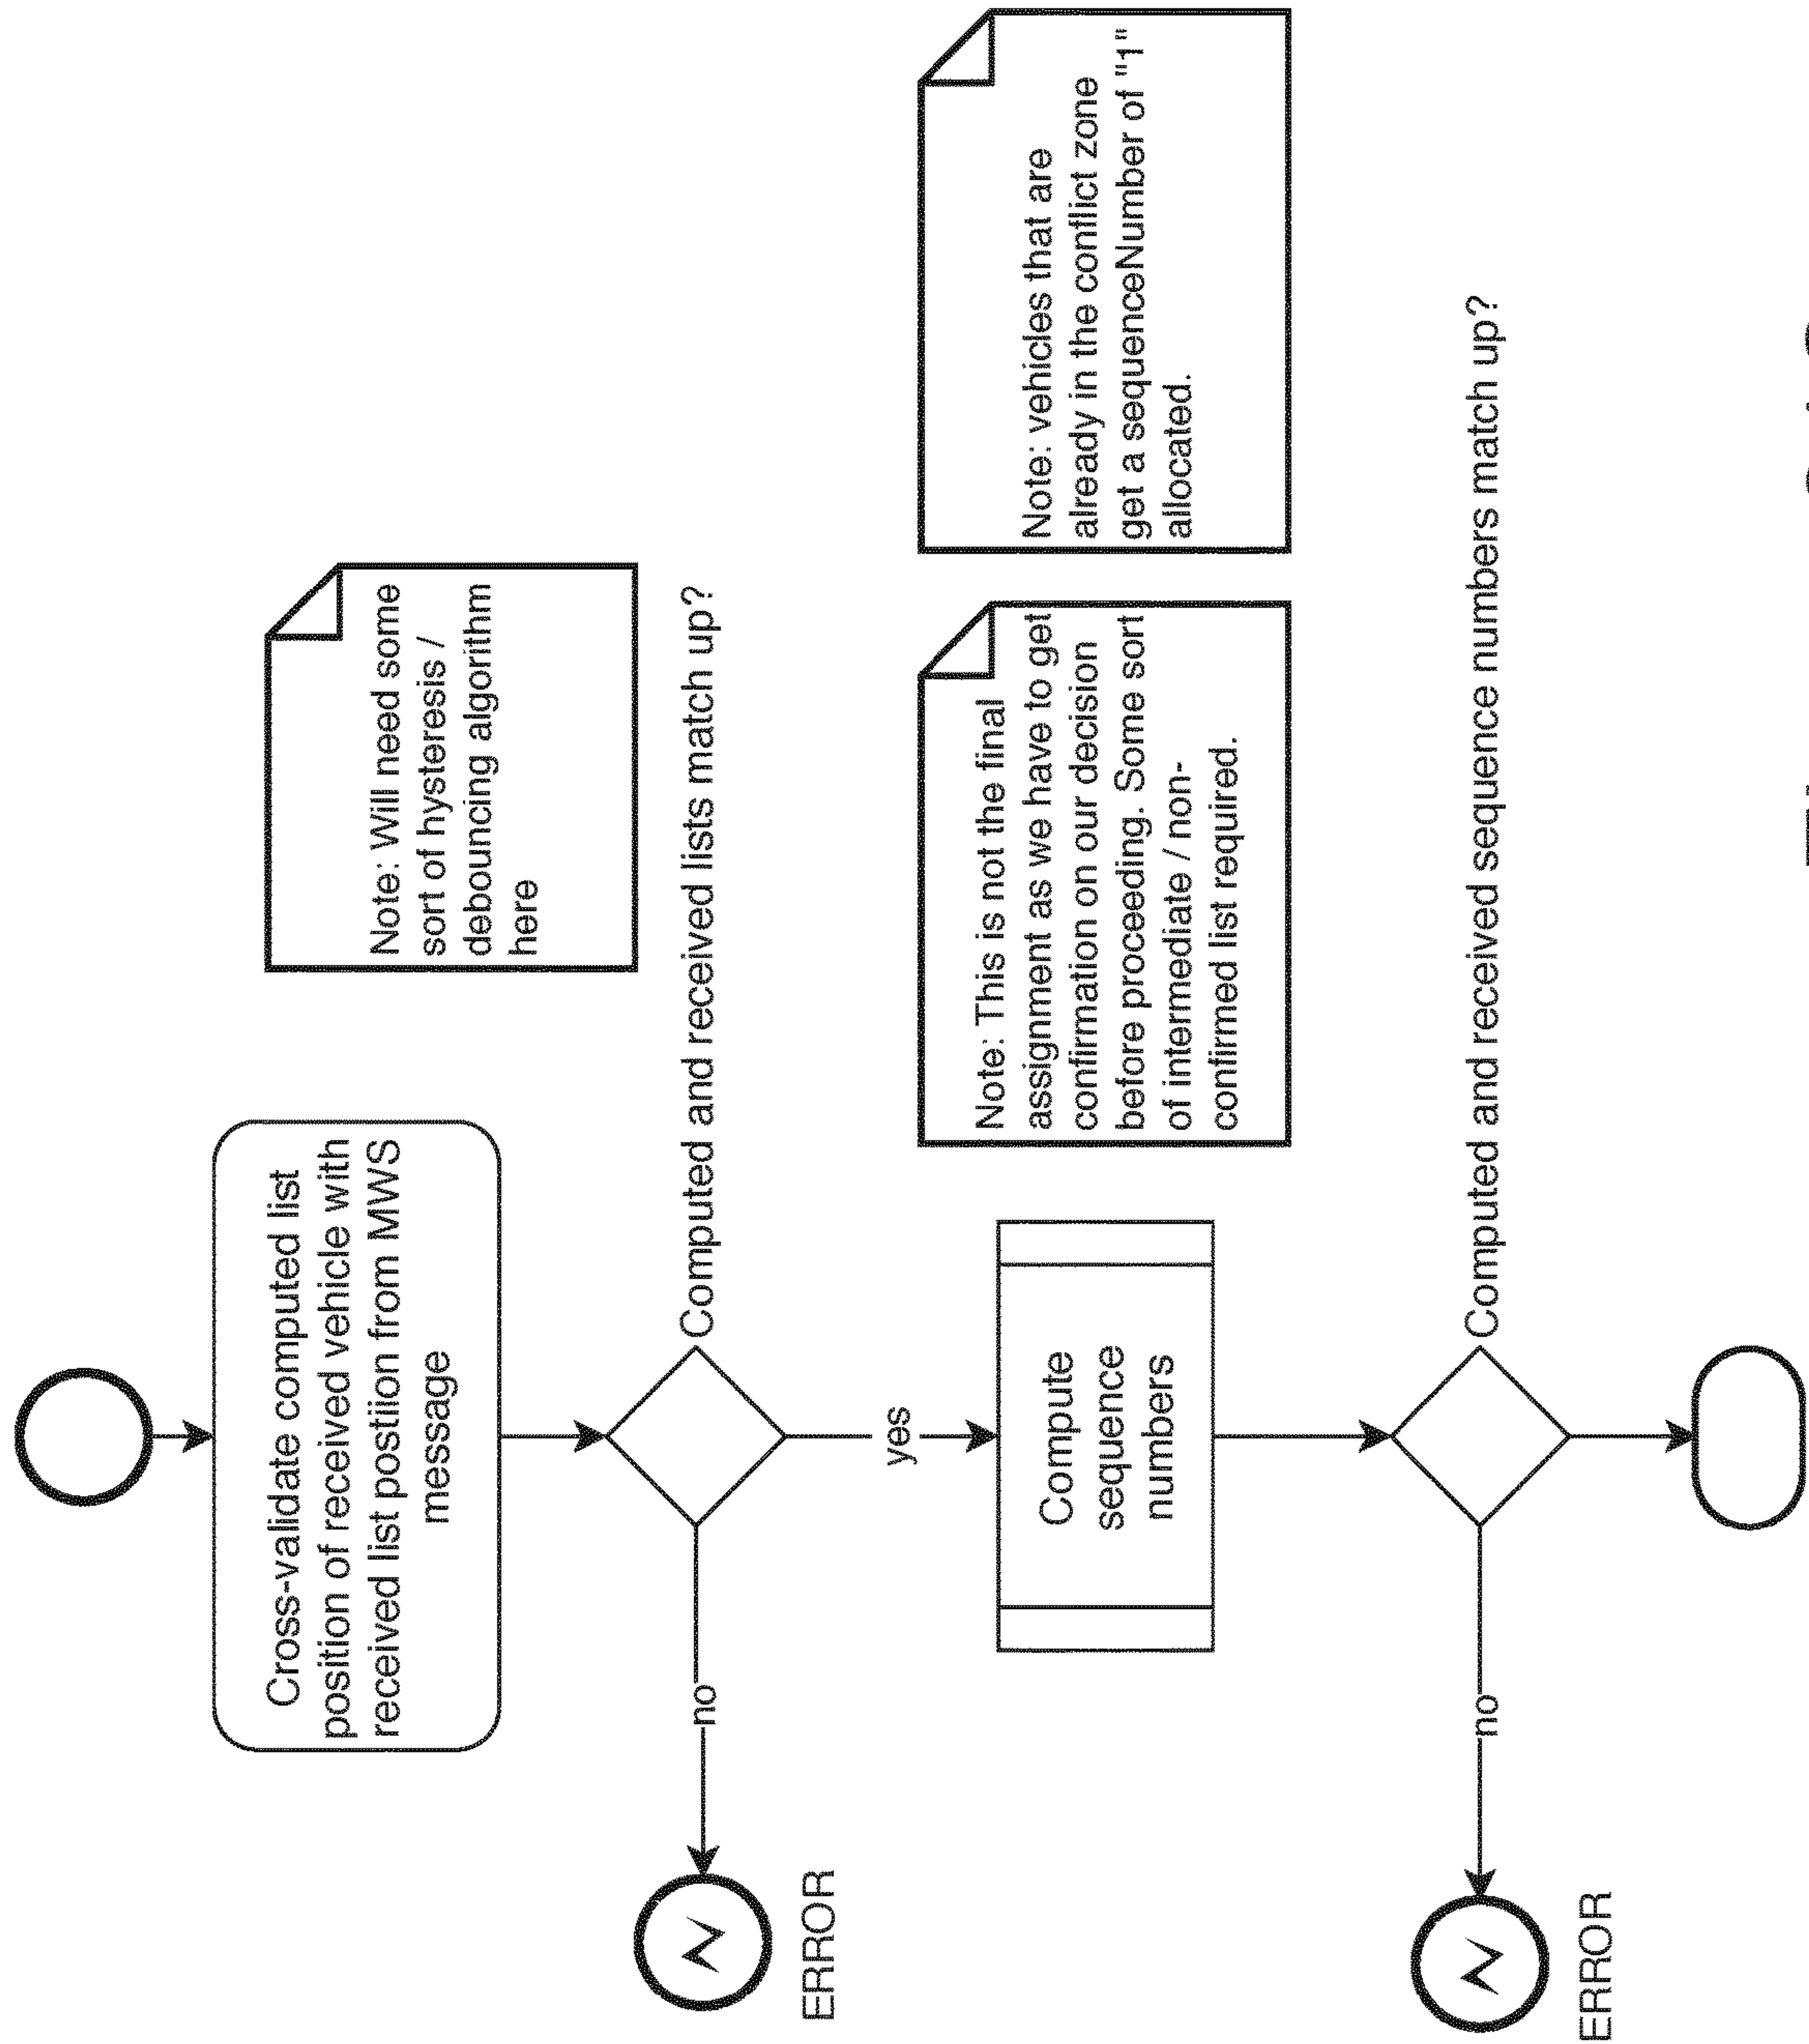 Cross-validate computed list
position of received vehicle with
received list postiion from MWS
message
Note: Will need some
sort of hysteresis /
debouncing algorithm
here
Computed and received lists match up?
no
ERROR
yes
Compute
sequence
numbers
Note: This is not the final
assignment as we have to get
confirmation on our decision
before proceeding. Some sort
of intermediate / non-
confirmed list required.
Note: vehicles that are
already in the conflict zone
get a sequenceNumber of "1"
allocated.
Computed and received sequence numbers match up?
no
ERROR